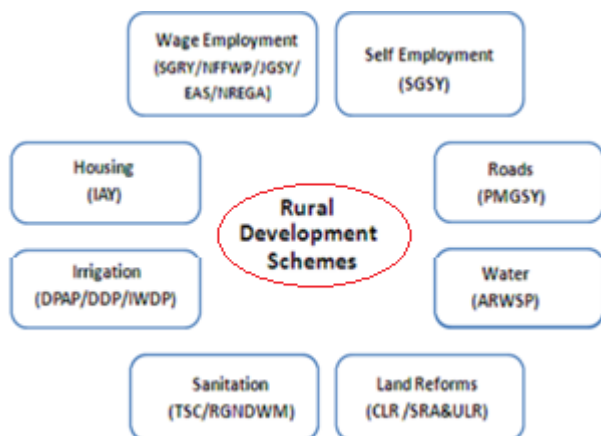 Wage Employment
(SGRY/NFFWP/JGSY/
EAS/NREGA)
Self Employment
(SGSY)
Housing
(IAY)
Roads
(PMGSY)
Rural
Development
Schemes
Irrigation
(DPAP/DDP/IWDP)
Water
(ARWSP)
Sanitation
(TSC/RGNDWM)
Land Reforms
(CLR /SRA&ULR)